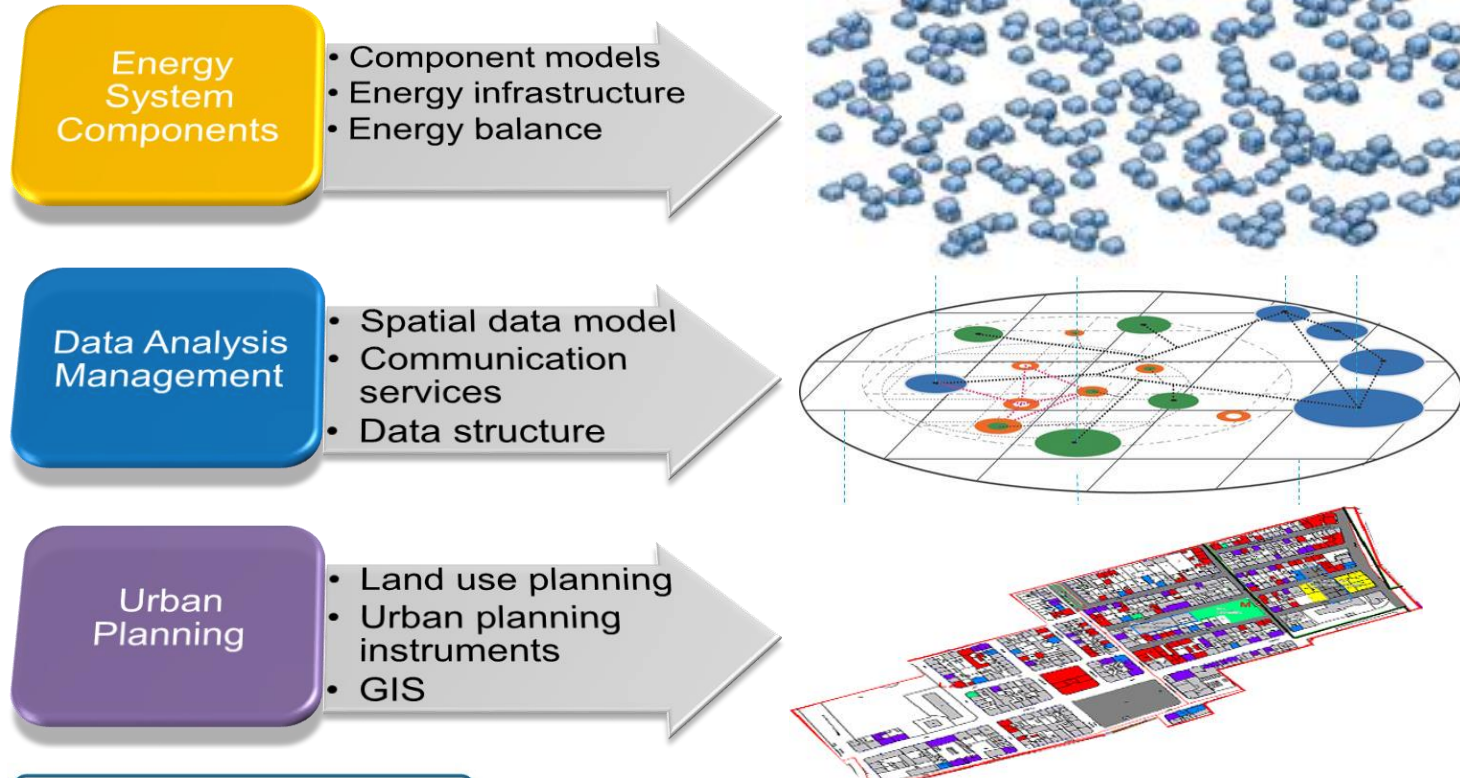 Energy
System
Components
• Component models
• Energy infrastructure
• Energy balance
Data Analysis
Management
• Spatial data model
• Communication
services
• Data structure
Urban
Planning
• Land use planning
• Urban planning
instruments
• GIS